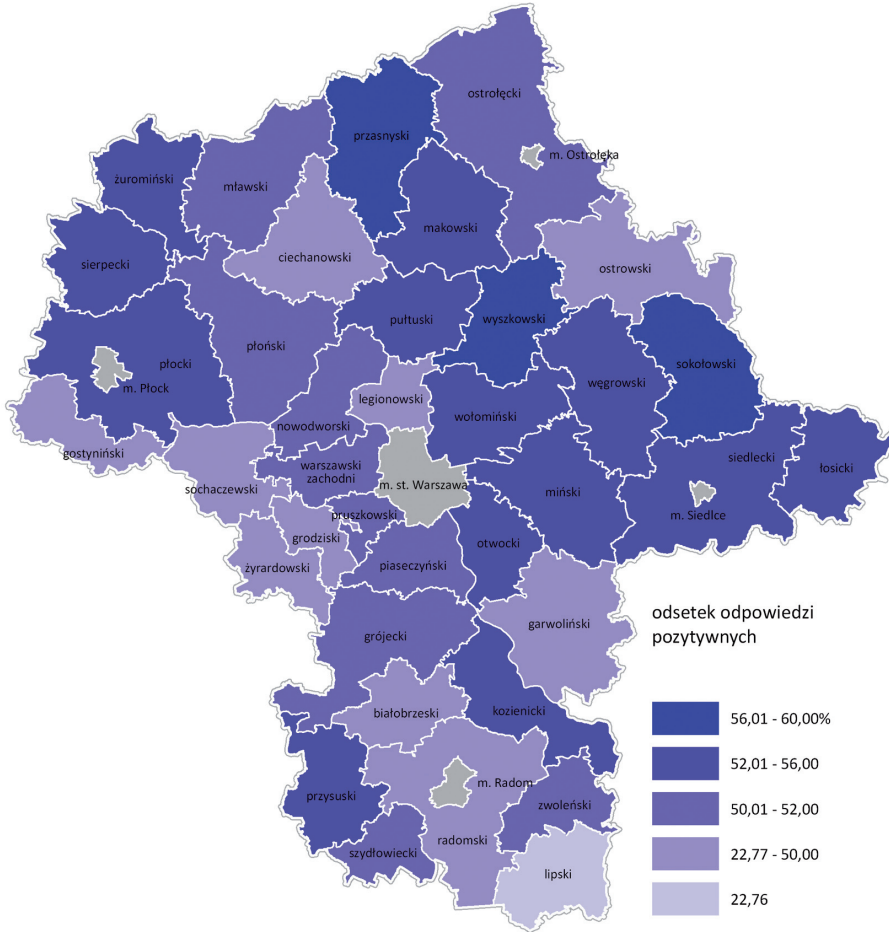 ostrołęcki
przasnyski
m. Ostrołęka
żuromiński
mławski
makowski
sierpecki
ciechanowski
ostrowski
pułtuski
wyszkowski
płoński
płocki
sokołowski
węgrowski
m. Płock
legionowski
wołomiński
nowodworski
gostyniński
siedlecki
warszawski
zachodni
łosicki
m. st. Warszawa
sochaczewski
miński
m. Siedlce
pruszkowski
grodziski
otwocki
żyrardowski
piaseczyński
garwoliński
grójecki
białobrzeski
kozienicki
m. Radom
przysuski
zwoleński
radomski
szydłowiecki
lipski
odsetek odpowiedzi
pozytywnych
56,01 - 60,00%
52,01 - 56,00
50,01 - 52,00
22,77 - 50,00
22,76